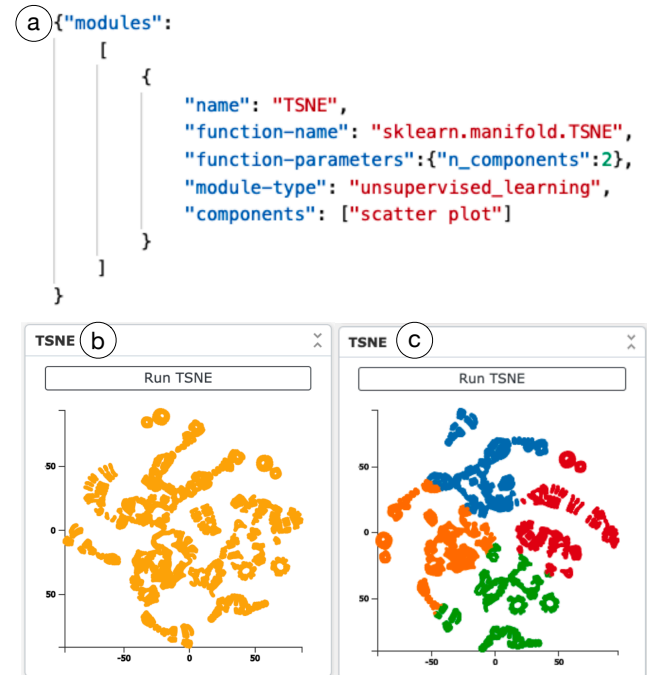 a {"modules":
[
{
"name": "TSNE",
"function-name": "sklearn.manifold.TSNE",
"function-parameters":{"n_components":2},
"module-type": "unsupervised_learning",
"components": ["scatter plot"]
}
]
}
TSNE b
Run TSNE
50
0
50
-50 0 50
TSNE c
Run TSNE
50
0
50
-50 0 50